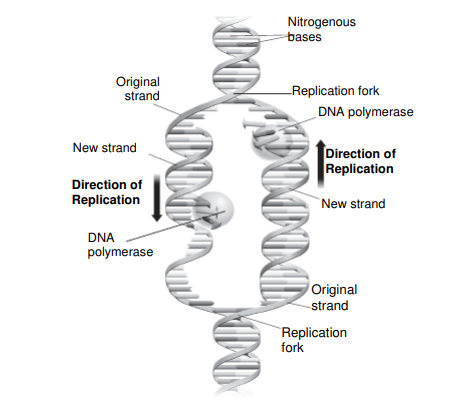 Nitrogenous
bases
Original
strand
Replication fork
DNA polymerase
New strand
Direction of
Replication
Direction of
Replication
New strand
DNA
polymerase
Original
strand
Replication
fork